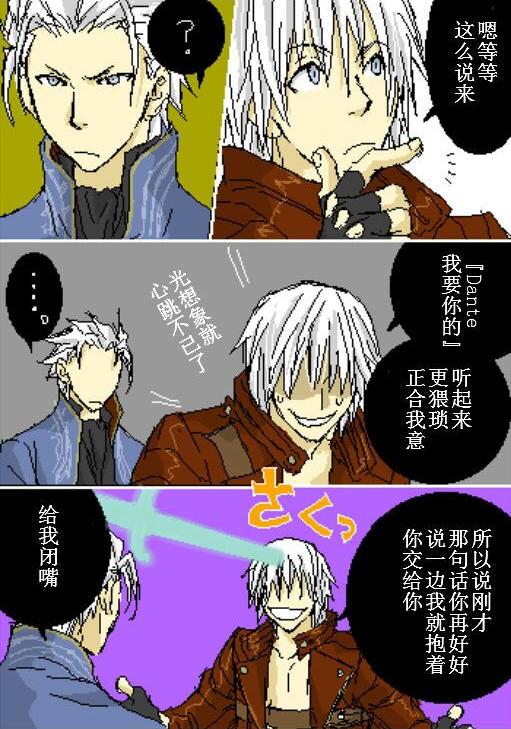 嗯等等
这么说来
?
『Dante
我要你的』
听起来
更猥琐
正合我意
光想象就
心跳不已了
....。
さくっ
所以说刚才
那句话你再好好
说一边我就抱着
你交给你
给我闭嘴